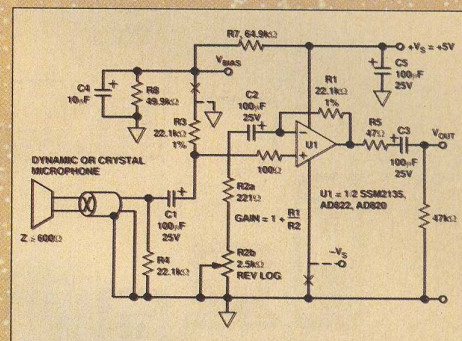 R7, 64.9kΩ
+VS = +5V
VBIAS
C4
10μF
R6
49.9kΩ
C5
100μF
25V
R3
22.1kΩ
1%
C2
100μF
25V
R1
22.1kΩ
1%
U1
R5
47Ω
C3
100μF
25V
VOUT
100Ω
DYNAMIC OR CRYSTAL
MICROPHONE
Z ≥ 600Ω
C1
100μF
25V
R2a
221Ω
GAIN = 1 + R1
R2
U1 = 1/2 SSM2135,
AD822, AD820
R4
22.1kΩ
R2b
2.5kΩ
REV LOG
–VS
47kΩ